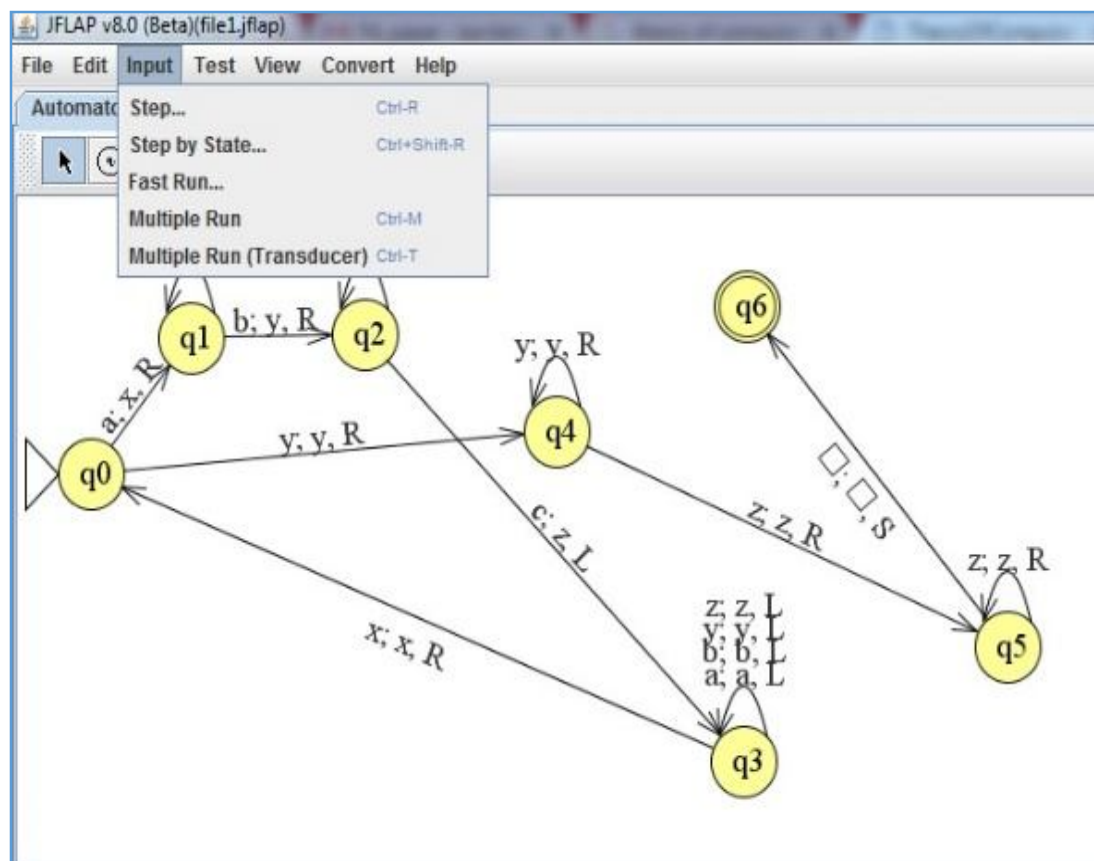 JFLAP v8.0 (Beta)(file1.jflap)
File Edit Input Test View Convert Help
Automato
Step... Ctrl-R
Step by State... Ctrl+Shift-R
Fast Run...
Multiple Run Ctrl-M
Multiple Run (Transducer) Ctrl-T
q1
b; y, R
q2
q6
a; x, R
y; y, R
y; y, R
q4
q0
□; □, S
c; z, L
z; z, R
z; z, R
q5
x; x, R
z; z, L
y; y, L
b; b, L
a; a, L
q3